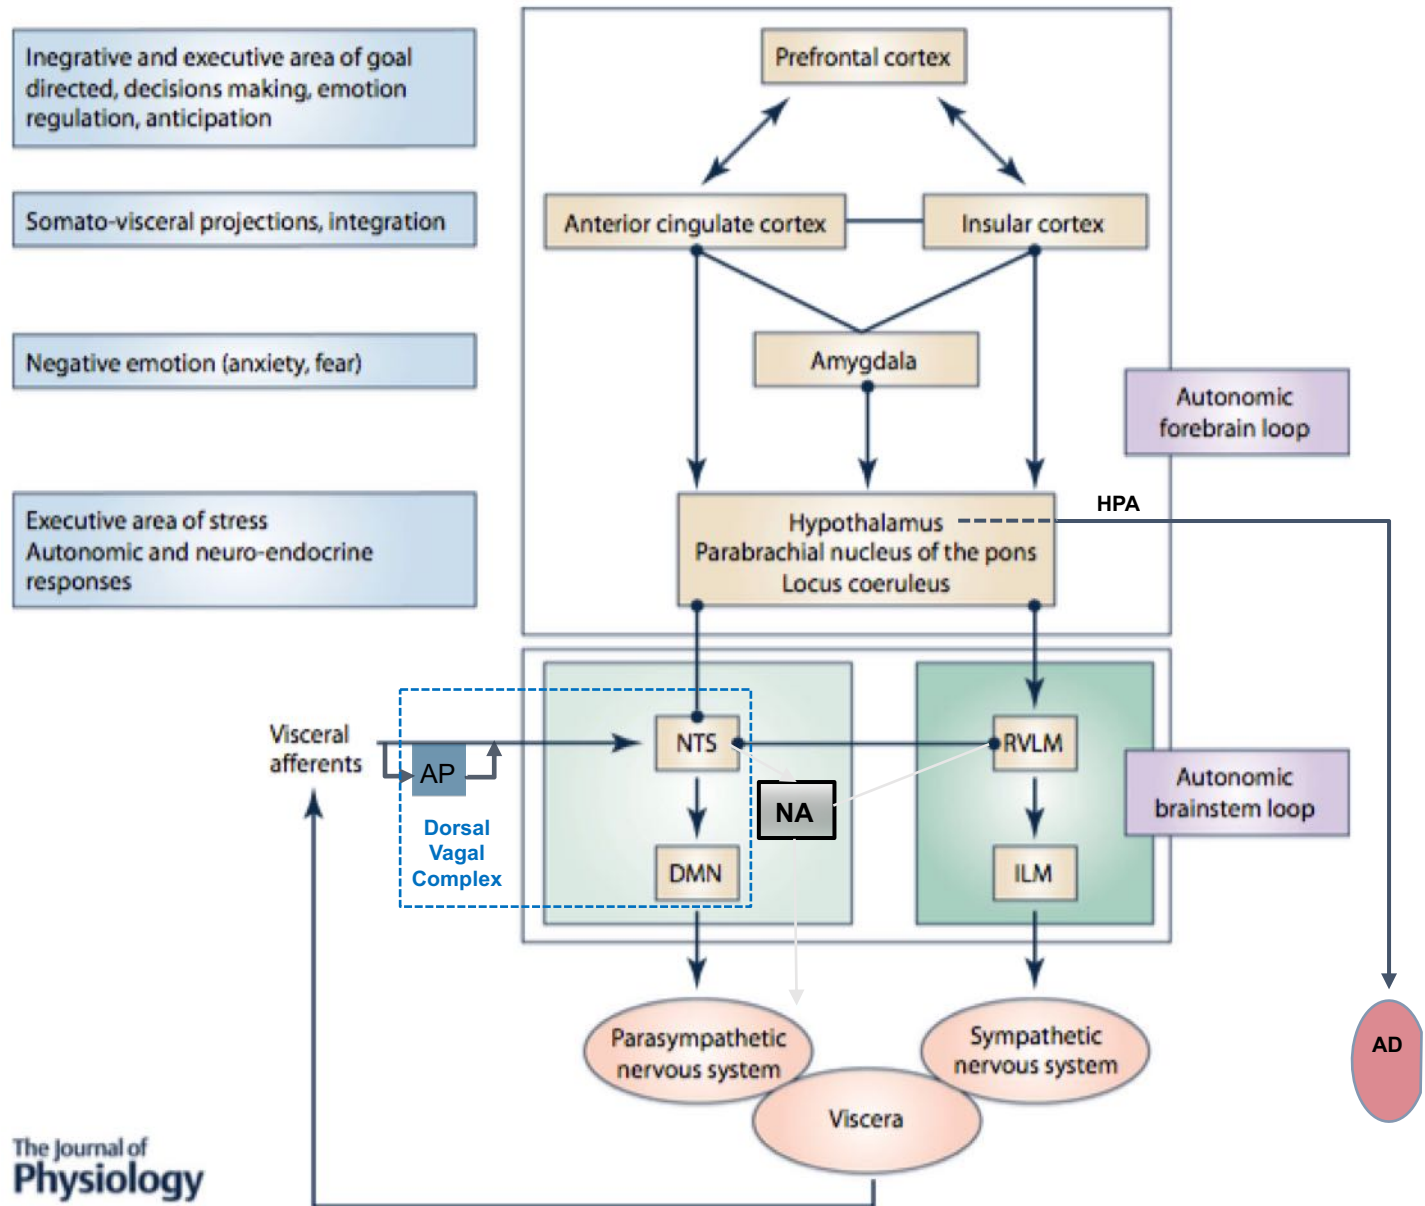 Inegrative and executive area of goal
directed, decisions making, emotion
regulation, anticipation
Prefrontal cortex
Somato-visceral projections, integration
Anterior cingulate cortex
Insular cortex
Negative emotion (anxiety, fear)
Amygdala
Autonomic
forebrain loop
Executive area of stress
Autonomic and neuro-endocrine
responses
Hypothalamus
Parabrachial nucleus of the pons
Locus coeruleus
HPA
Visceral
afferents
AP
Dorsal
Vagal
Complex
NTS
RVLM
NA
DMN
ILM
Autonomic
brainstem loop
Parasympathetic
nervous system
Sympathetic
nervous system
AD
Viscera
The Journal of
Physiology